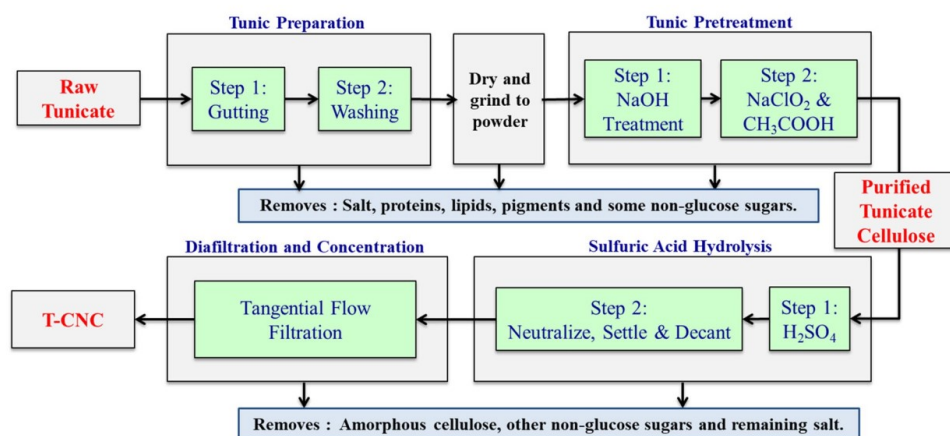 Tunic Preparation
Tunic Pretreatment
Raw
Tunicate
Step 1:
Gutting
Step 2:
Washing
Dry and
grind to
powder
Step 1:
NaOH
Treatment
Step 2:
NaClO₂ &
CH₃COOH
Removes : Salt, proteins, lipids, pigments and some non-glucose sugars.
Purified
Tunicate
Cellulose
Diafiltration and Concentration
Sulfuric Acid Hydrolysis
T-CNC
Tangential Flow
Filtration
Step 2:
Neutralize, Settle & Decant
Step 1:
H₂SO₄
Removes : Amorphous cellulose, other non-glucose sugars and remaining salt.